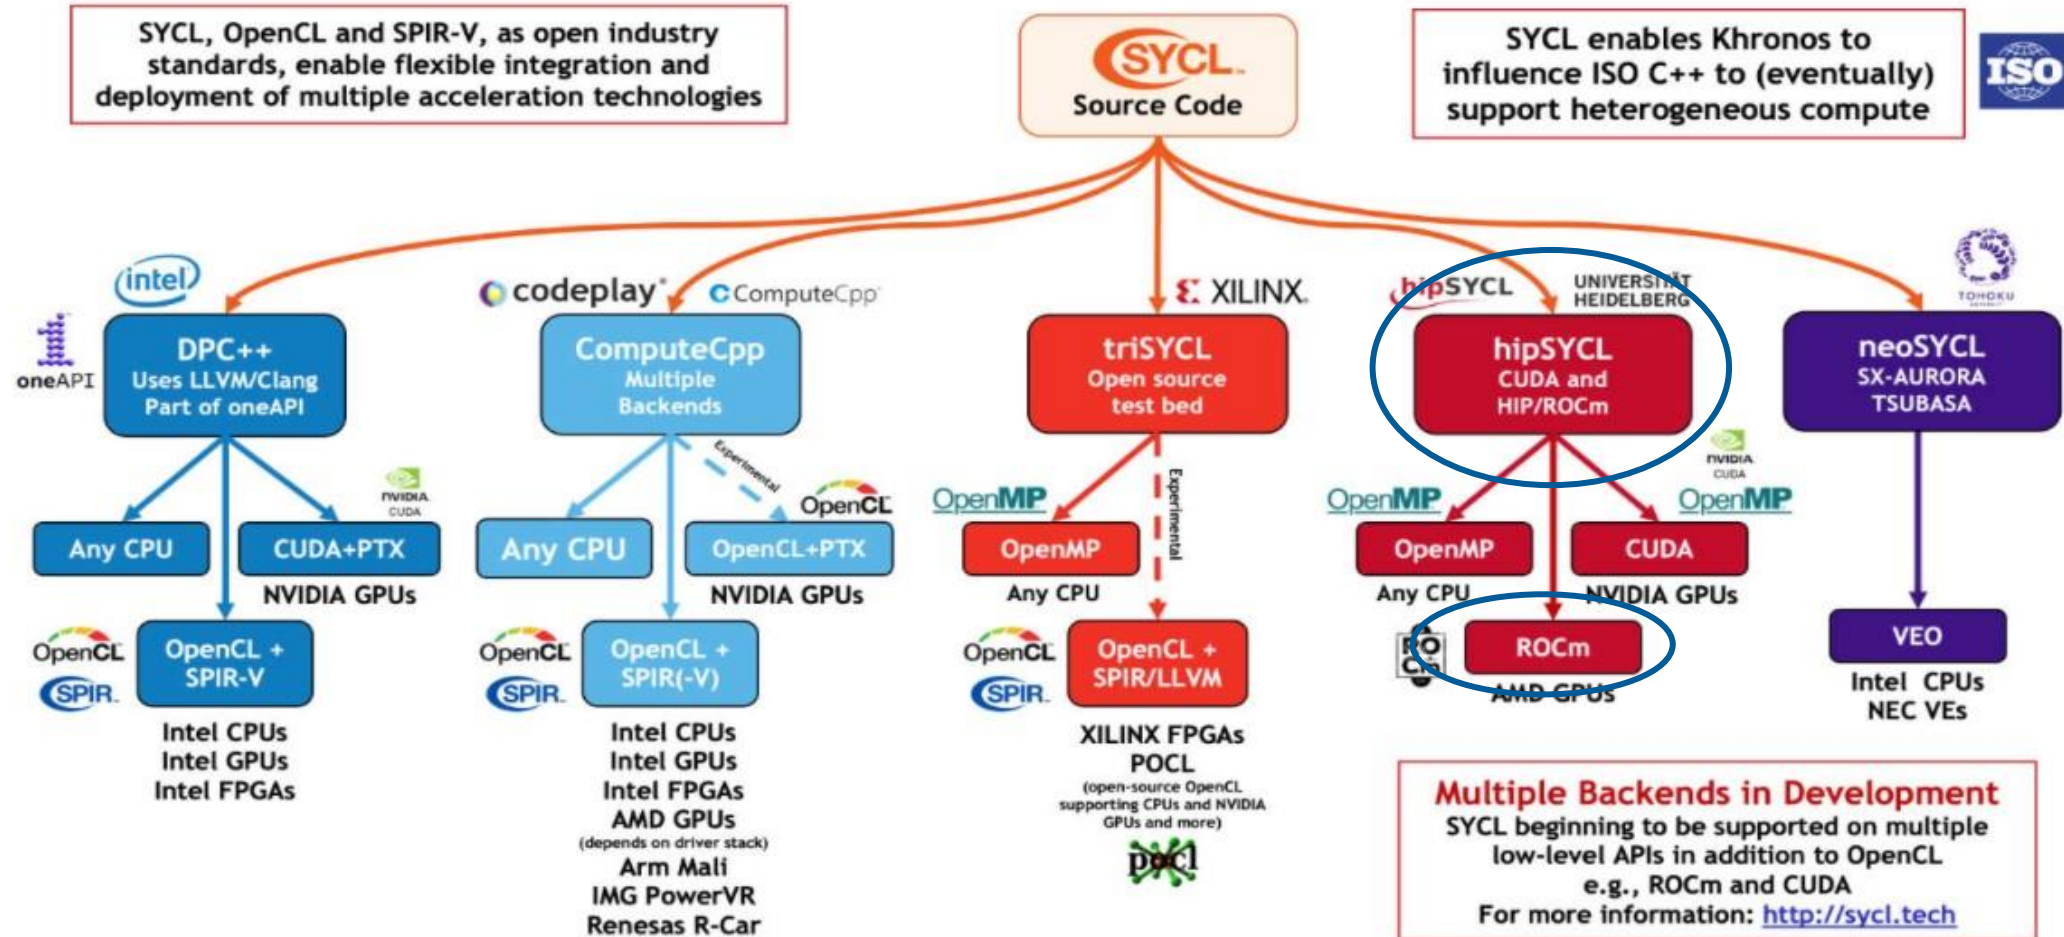 SYCL, OpenCL and SPIR-V, as open industry
standards, enable flexible integration and
deployment of multiple acceleration technologies
SYCL™
Source Code
SYCL enables Khronos to
influence ISO C++ to (eventually)
support heterogeneous compute
ISO
intel
oneAPI
DPC++
Uses LLVM/Clang
Part of oneAPI
NVIDIA
CUDA
Any CPU
CUDA+PTX
NVIDIA GPUs
OpenCL
SPIR™
OpenCL +
SPIR-V
Intel CPUs
Intel GPUs
Intel FPGAs
codeplay®
ComputeCpp™
ComputeCpp
Multiple
Backends
Experimental
OpenCL
Any CPU
OpenCL+PTX
NVIDIA GPUs
OpenCL
SPIR™
OpenCL +
SPIR(-V)
Intel CPUs
Intel GPUs
Intel FPGAs
AMD GPUs
(depends on driver stack)
Arm Mali
IMG PowerVR
Renesas R-Car
XILINX®
triSYCL
Open source
test bed
Experimental
OpenMP
OpenMP
Any CPU
OpenCL
SPIR™
OpenCL +
SPIR/LLVM
XILINX FPGAs
POCL
(open-source OpenCL
supporting CPUs and NVIDIA
GPUs and more)
pocl
hipSYCL
UNIVERSITÄT
HEIDELBERG
hipSYCL
CUDA and
HIP/ROCm
NVIDIA
CUDA
OpenMP
OpenMP
OpenMP
CUDA
Any CPU
NVIDIA GPUs
ROCm
ROCm
AMD GPUs
TOHOKU
UNIVERSITY
neoSYCL
SX-AURORA
TSUBASA
VEO
Intel CPUs
NEC VEs
Multiple Backends in Development
SYCL beginning to be supported on multiple
low-level APIs in addition to OpenCL
e.g., ROCm and CUDA
For more information: http://sycl.tech